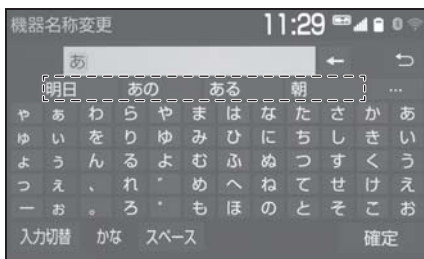 機器名称変更 11:29
あ
明日 あの ある 朝 …
ゃ ぁ わ ら や ま は な た さ か あ
ゅ ぃ を り ゆ み ひ に ち し き い
ょ ぅ ん る よ む ふ ぬ つ す く う
っ ぇ 、 れ ゛ め へ ね て せ け え
ー ぉ 。 ろ ゜ も ほ の と そ こ お
入力切替 かな スペース 確定